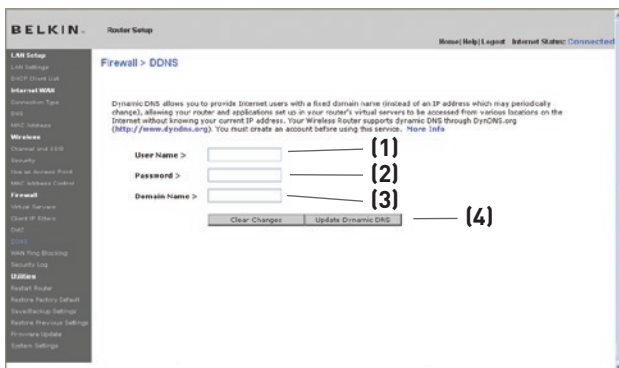 BELKIN
Router Setup
Home|Help|Logout Internet Status: Connected
LAN Setup
LAN Settings
DHCP Client List
Internet WAN
Connection Type
DNS
MAC Address
Wireless
Channel and SSID
Security
Use as Access Point
MAC Address Control
Firewall
Virtual Servers
Client IP Filters
DMZ
DDNS
WAN Ping Blocking
Security Log
Utilities
Restart Router
Restore Factory Default
Save/Backup Settings
Restore Previous Settings
Firmware Update
System Settings
Firewall > DDNS
Dynamic DNS allows you to provide Internet users with a fixed domain name (instead of an IP address which may periodically
change), allowing your router and applications set up in your router's virtual servers to be accessed from various locations on the
Internet without knowing your current IP address. Your Wireless Router supports dynamic DNS through DynDNS.org
(http://www.dyndns.org). You must create an account before using this service. More Info
User Name > (1)
Password > (2)
Domain Name > (3)
Clear Changes Update Dynamic DNS (4)